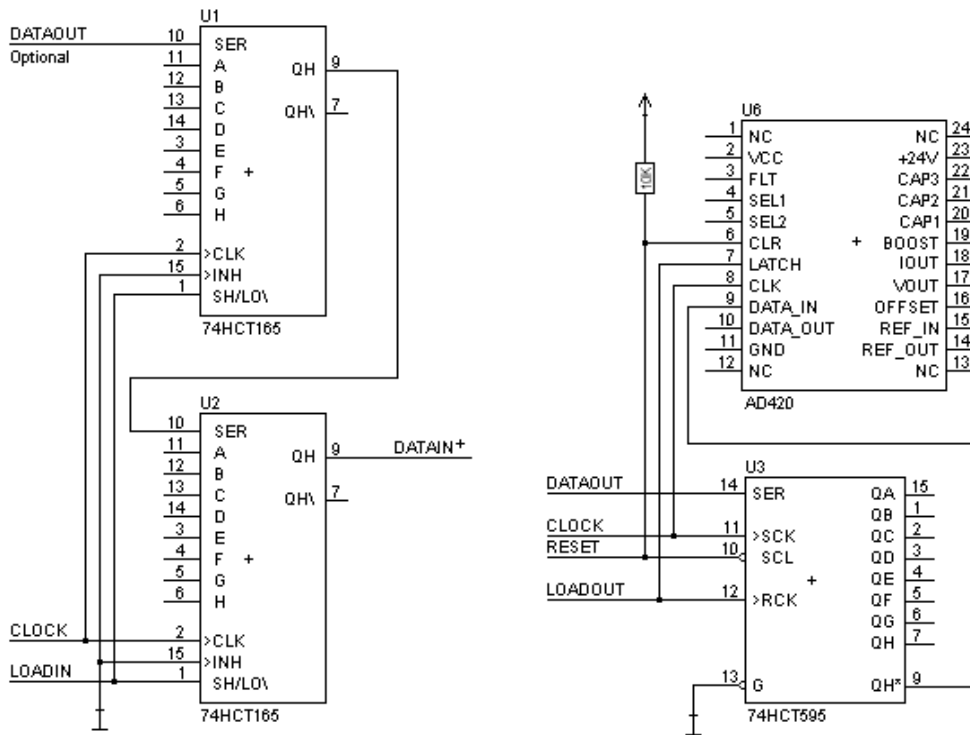 U1
DATAOUT 10 SER
Optional 11 A QH 9
12 B
13 C QH\ 7
14 D
3 E
4 F +
5 G
6 H
2 >CLK
15 >INH
1 SH/LO\
74HCT165
U2
10 SER
11 A QH 9 DATAIN+
12 B
13 C QH\ 7
14 D
3 E
4 F +
5 G
6 H
CLOCK 2 >CLK
15 >INH
LOADIN 1 SH/LO\
74HCT165
10K
U6
1 NC NC 24
2 VCC +24V 23
3 FLT CAP3 22
4 SEL1 CAP2 21
5 SEL2 CAP1 20
6 CLR + BOOST 19
7 LATCH IOUT 18
8 CLK VOUT 17
9 DATA_IN OFFSET 16
10 DATA_OUT REF_IN 15
11 GND REF_OUT 14
12 NC NC 13
AD420
U3
DATAOUT 14 SER QA 15
QB 1
CLOCK 11 >SCK QC 2
RESET 10 SCL QD 3
+ QE 4
LOADOUT 12 >RCK QF 5
QG 6
QH 7
13 G QH* 9
74HCT595